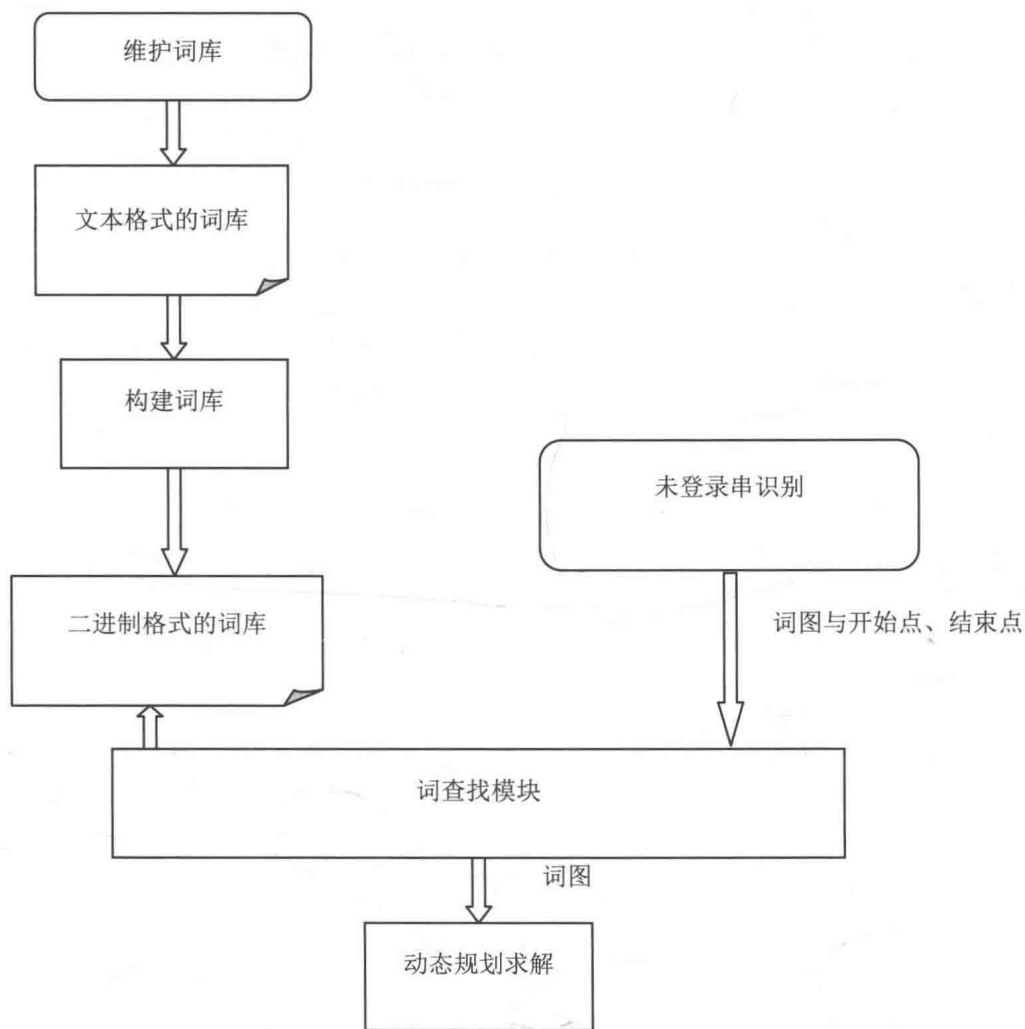 维护词库
文本格式的词库
构建词库
未登录串识别
二进制格式的词库
词图与开始点、结束点
词查找模块
词图
动态规划求解